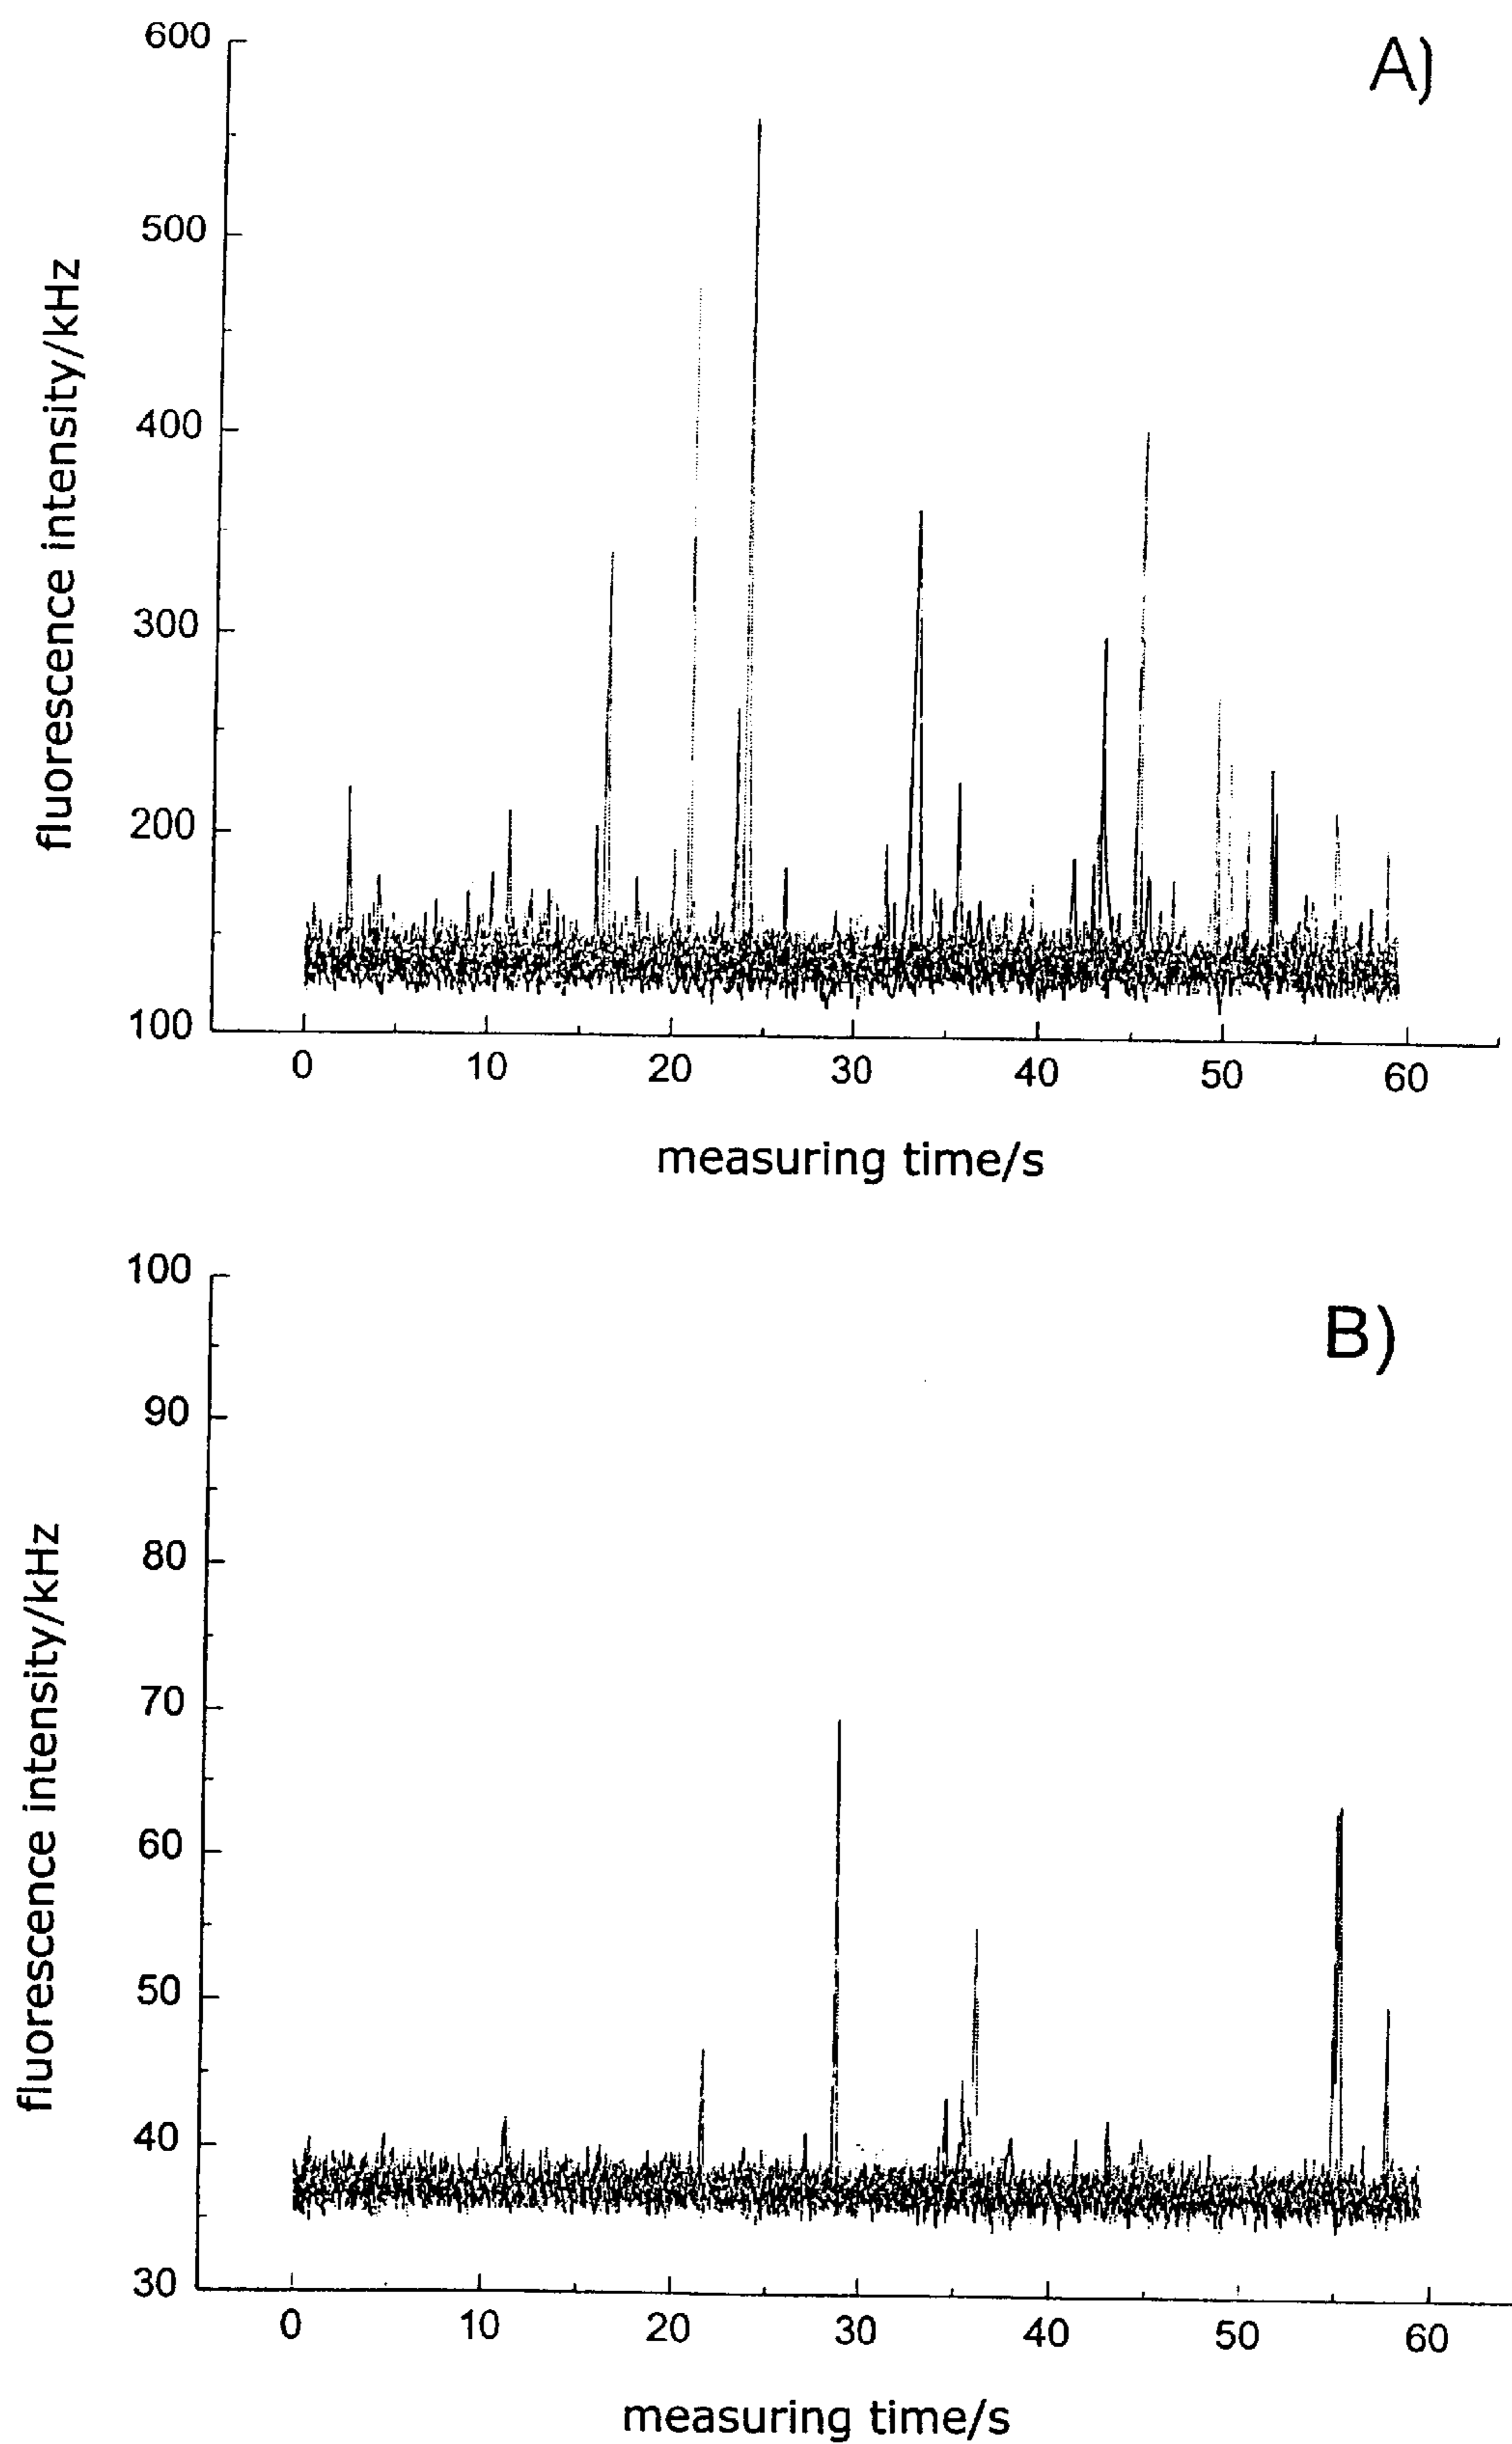 A)
600
500
400
300
200
100
fluorescence intensity/kHz
0 10 20 30 40 50 60
measuring time/s
B)
100
90
80
70
60
50
40
30
fluorescence intensity/kHz
0 10 20 30 40 50 60
measuring time/s